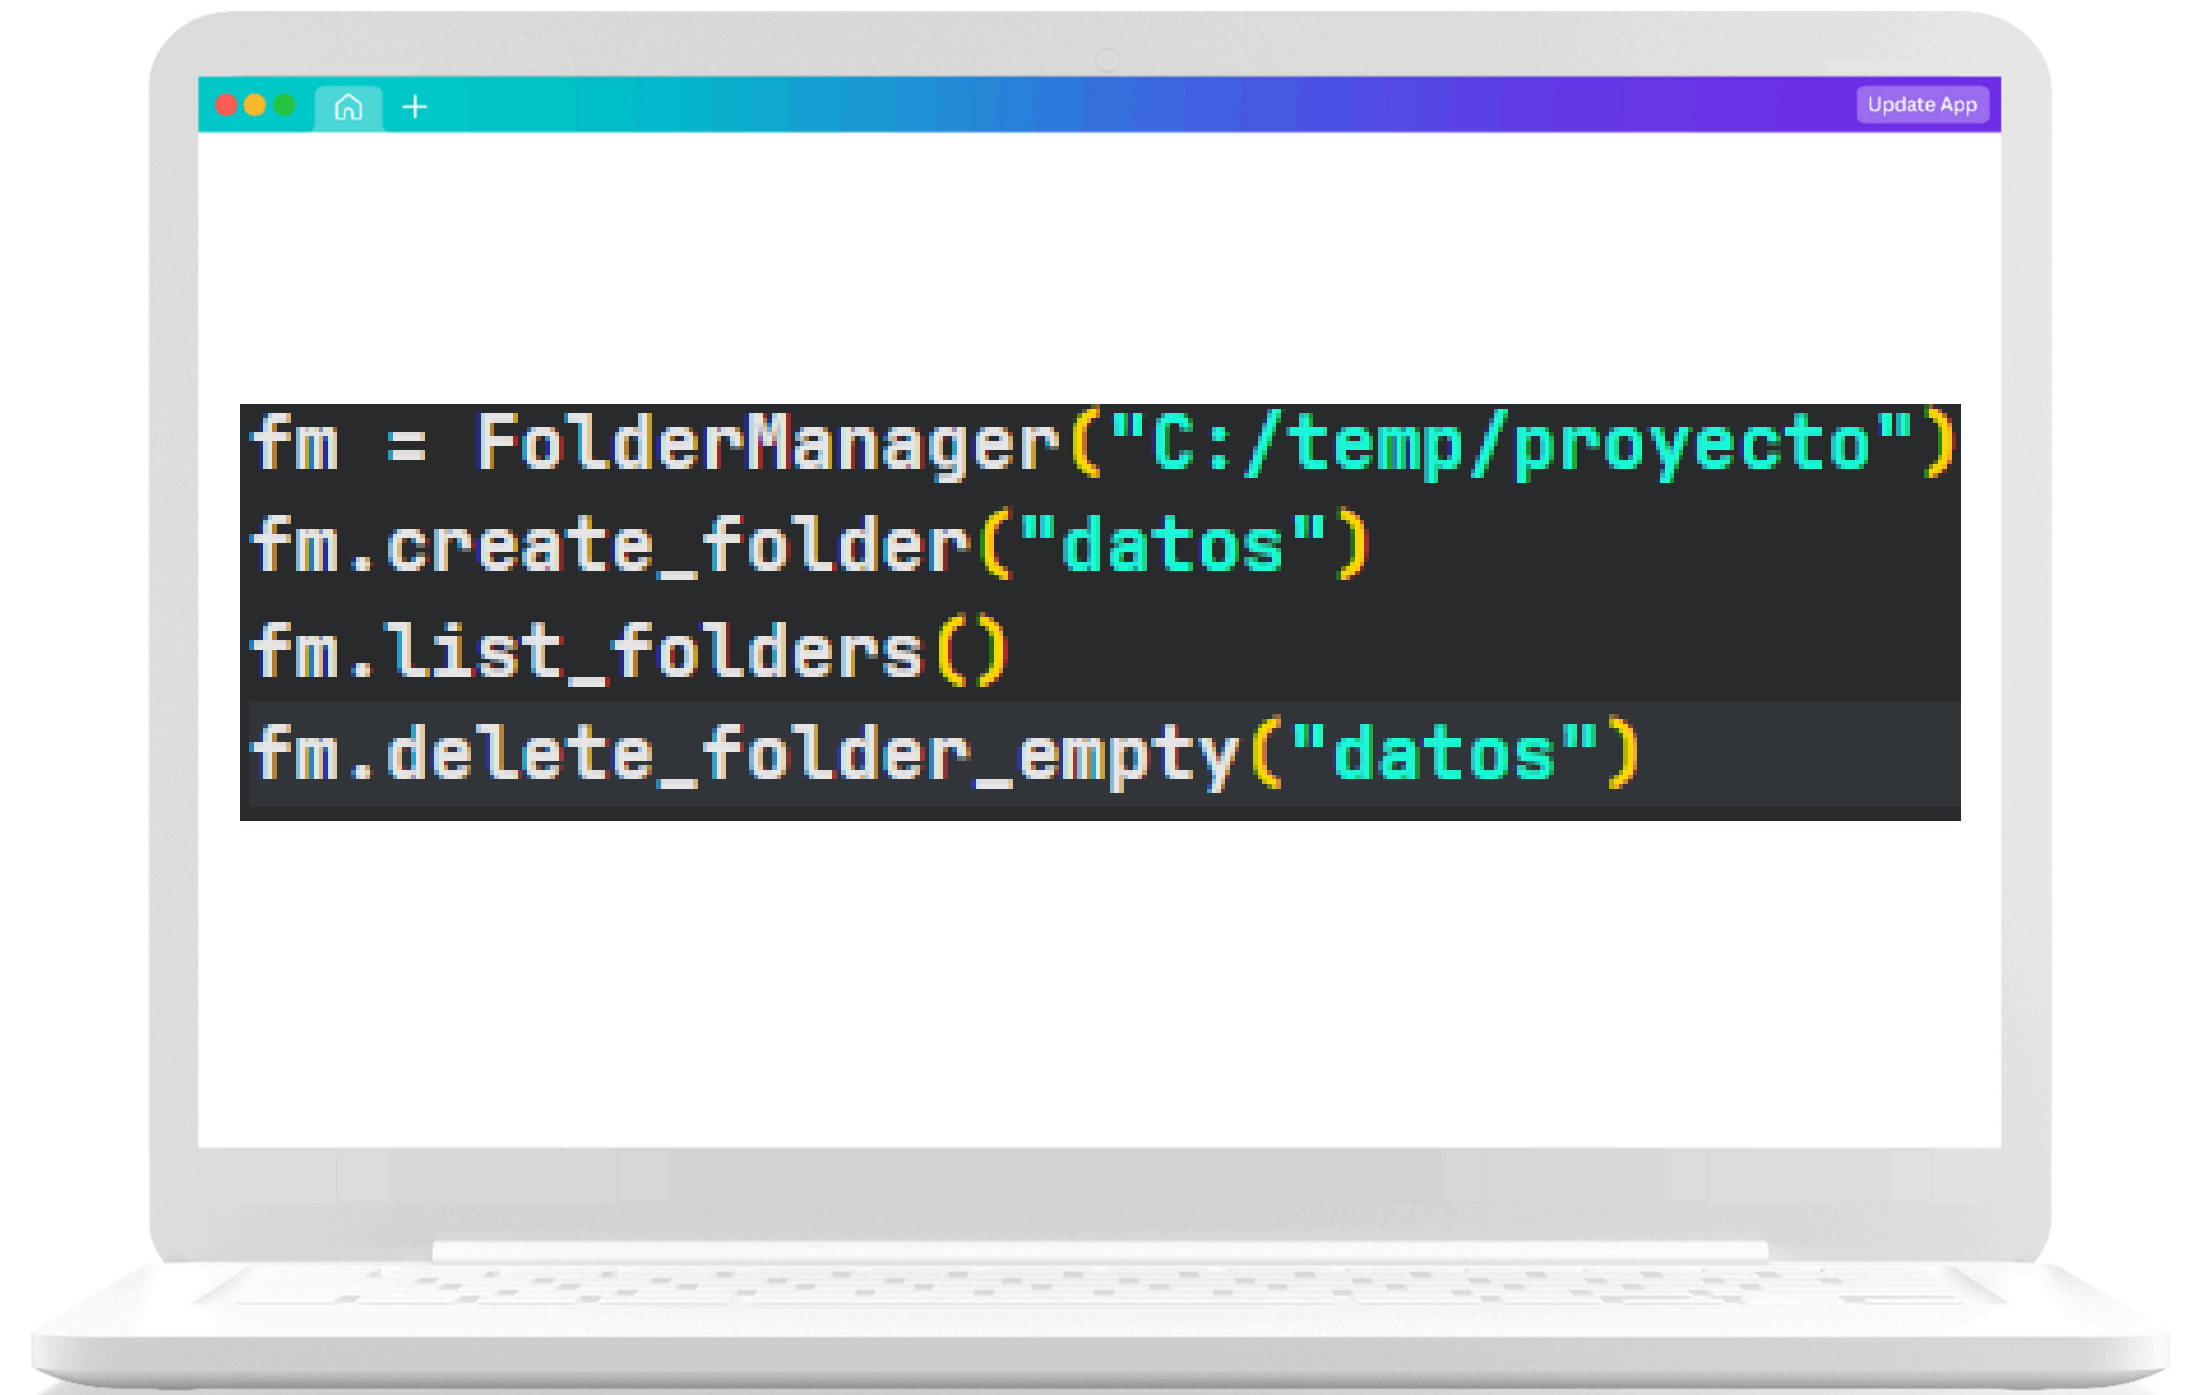 Update App
fm = FolderManager("C:/temp/proyecto")
fm.create_folder("datos")
fm.list_folders()
fm.delete_folder_empty("datos")